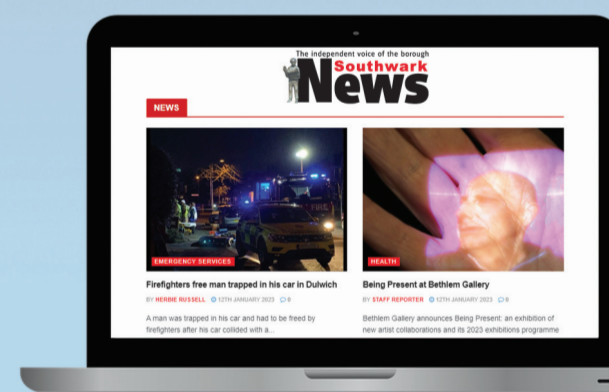 The independent voice of the borough
Southwark
News
NEWS
FIRE
EMERGENCY SERVICES
HEALTH
Firefighters free man trapped in his car in Dulwich
Being Present at Bethlem Gallery
BY HERBIE RUSSELL 12TH JANUARY 2023 0
BY STAFF REPORTER 12TH JANUARY 2023 0
A man was trapped in his car and had to be freed by
firefighters after his car collided with a...
Bethlem Gallery announces Being Present: an exhibition of
new artist collaborations and its 2023 exhibitions programme